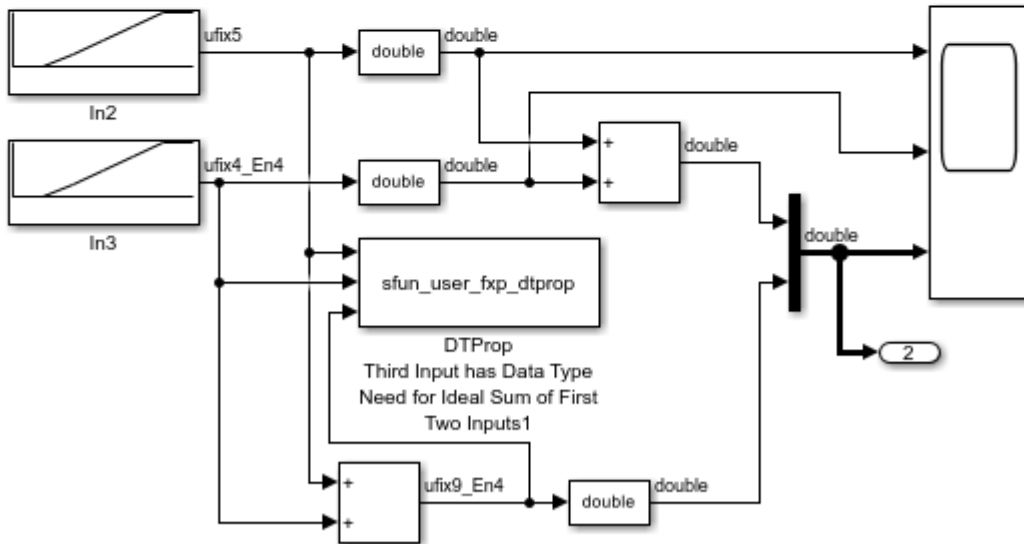 ufix5
double
double
In2
ufix4_En4
double
double
+
+
double
In3
double
sfun_user_fxp_dtprop
DTProp
Third Input has Data Type
Need for Ideal Sum of First
Two Inputs1
2
+
+
ufix9_En4
double
double